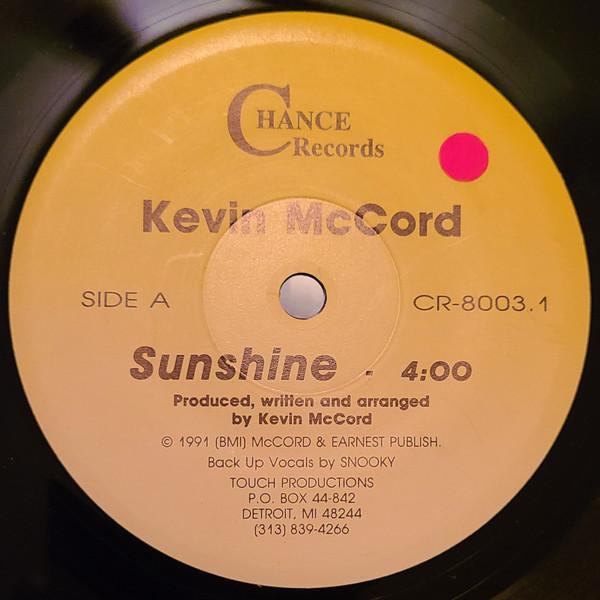 CHANCE
Records
Kevin McCord
SIDE A
CR-8003.1
Sunshine - 4:00
Produced, written and arranged
by Kevin McCord
© 1991 (BMI) McCORD & EARNEST PUBLISH.
Back Up Vocals by SNOOKY
TOUCH PRODUCTIONS
P.O. BOX 44-842
DETROIT, MI 48244
(313) 839-4266